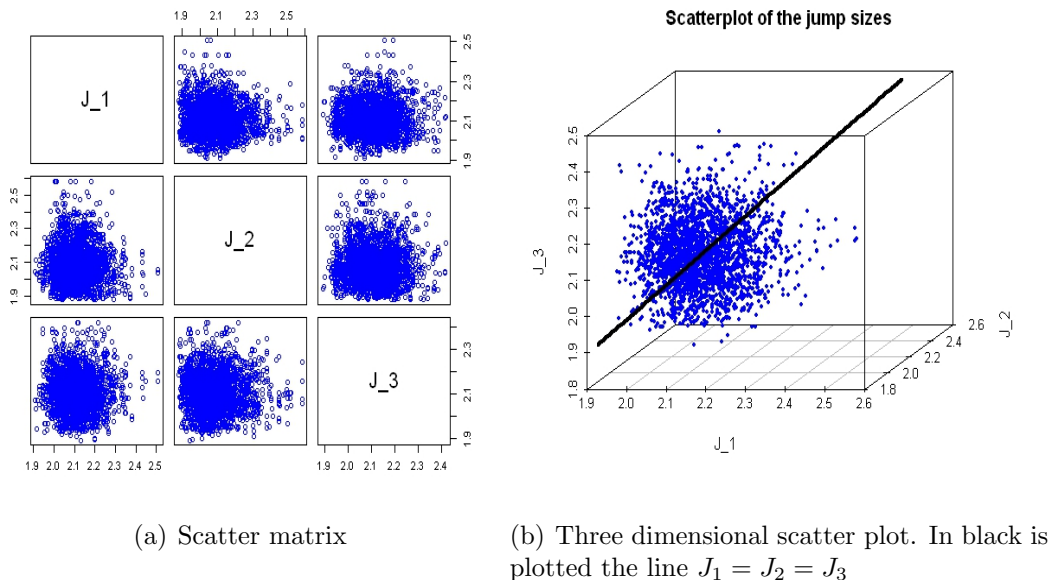 1.9 2.1 2.3 2.5
Scatterplot of the jump sizes
J_1
1.9 2.1 2.3 2.5
1.9 2.1 2.3 2.5
J_2
J_3
1.9 2.1 2.3
1.9 2.0 2.1 2.2 2.3 2.4 2.5
1.9 2.0 2.1 2.2 2.3 2.4
1.8 1.9 2.0 2.1 2.2 2.3 2.4 2.5
J_3
1.9 2.0 2.1 2.2 2.3 2.4 2.5 2.6
J_1
1.8 2.0 2.2 2.4 2.6
J_2
(a) Scatter matrix
(b) Three dimensional scatter plot. In black is
plotted the line J₁ = J₂ = J₃